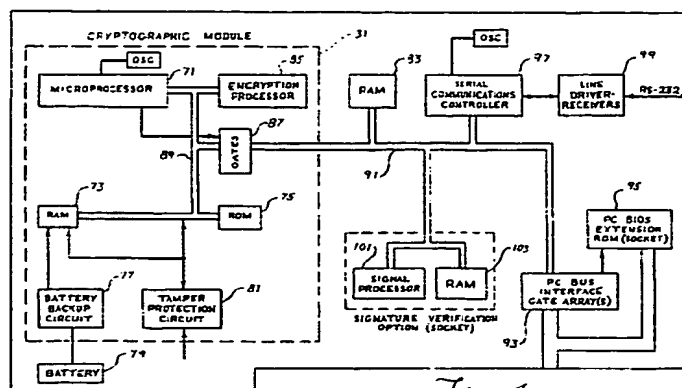 CRYPTOGRAPHIC MODULE
31
OSC
MICROPROCESSOR
71
ENCRYPTION
PROCESSOR
85
87
GATES
89
RAM
73
ROM
75
77
BATTERY
BACKUP
CIRCUIT
81
TAMPER
PROTECTION
CIRCUIT
BATTERY
79
RAM
83
OSC
SERIAL
COMMUNICATIONS
CONTROLLER
97
LINE
DRIVER-
RECEIVERS
99
RS-232
91
101
SIGNAL
PROCESSOR
RAM
103
SIGNATURE VERIFICATION
OPTION (SOCKET)
95
PC BIOS
EXTENSION
ROM (SOCKET)
PC BUS
INTERFACE
GATE ARRAY(S)
93